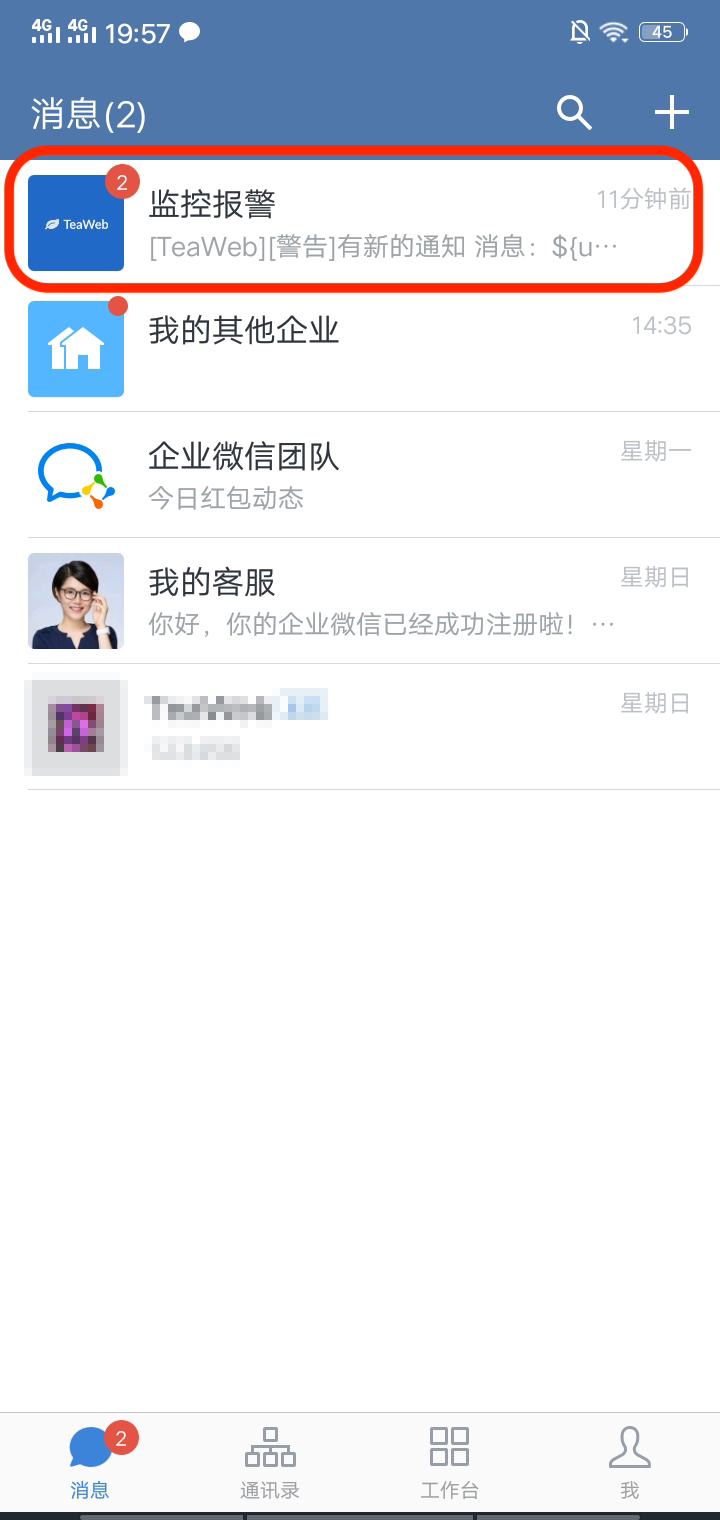 4G 4G 19:57 45
消息(2)
2
TeaWeb
监控报警
11分钟前
[TeaWeb][警告]有新的通知 消息：${u…
我的其他企业
14:35
企业微信团队
星期一
今日红包动态
我的客服
星期日
你好，你的企业微信已经成功注册啦！…
星期日
2
消息
通讯录
工作台
我